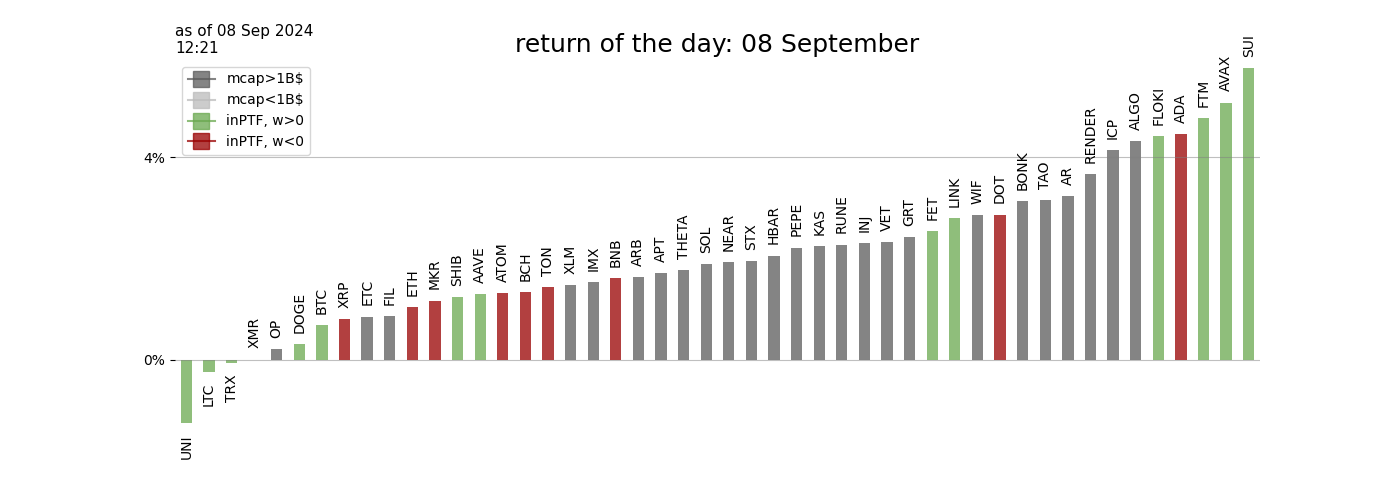 as of 08 Sep 2024
12:21
return of the day: 08 September
mcap>1B$
mcap<1B$
inPTF, w>0
inPTF, w<0
4%
0%
UNI
LTC
TRX
XMR
OP
DOGE
BTC
XRP
ETC
FIL
ETH
MKR
SHIB
AAVE
ATOM
BCH
TON
XLM
IMX
BNB
ARB
APT
THETA
SOL
NEAR
STX
HBAR
PEPE
KAS
RUNE
INJ
VET
GRT
FET
LINK
WIF
DOT
BONK
TAO
AR
RENDER
ICP
ALGO
FLOKI
ADA
FTM
AVAX
SUI